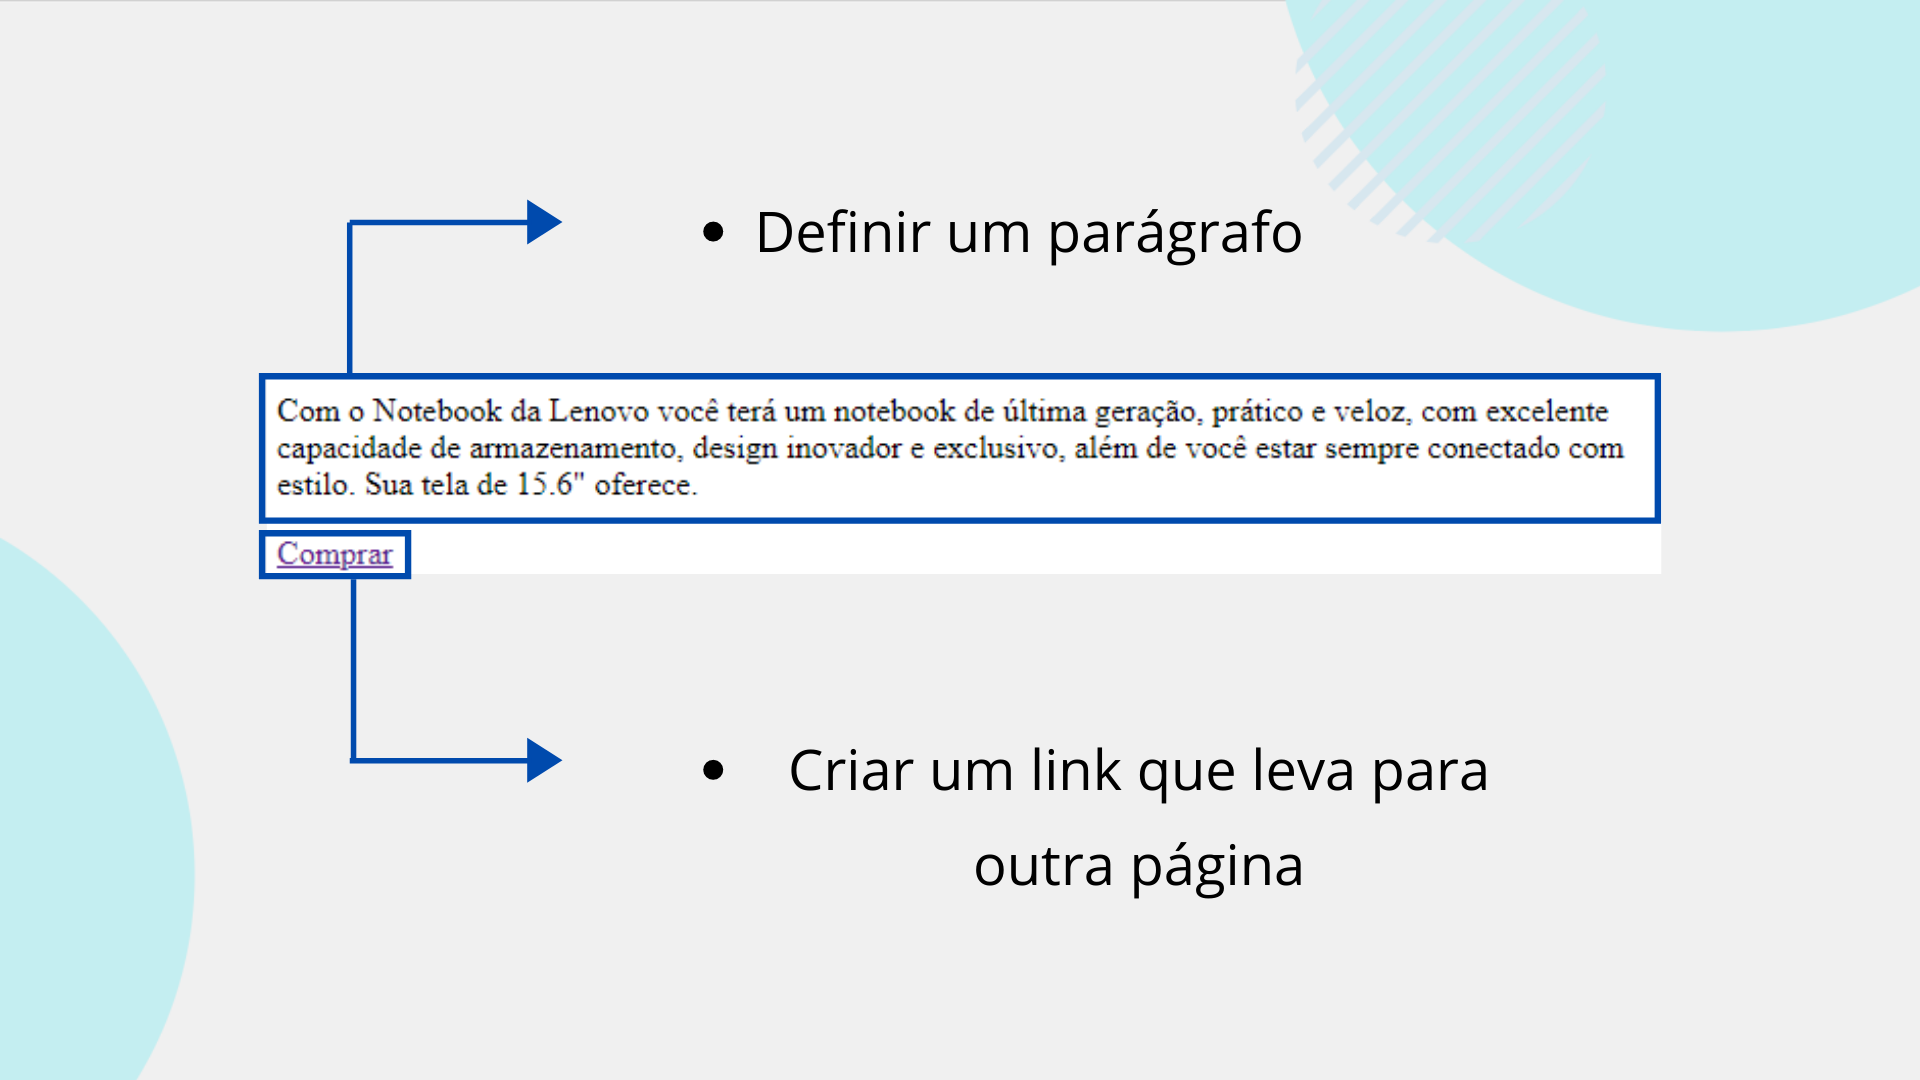 • Definir um parágrafo
Com o Notebook da Lenovo você terá um notebook de última geração, prático e veloz, com excelente
capacidade de armazenamento, design inovador e exclusivo, além de você estar sempre conectado com
estilo. Sua tela de 15.6" oferece.
Comprar
• Criar um link que leva para
outra página